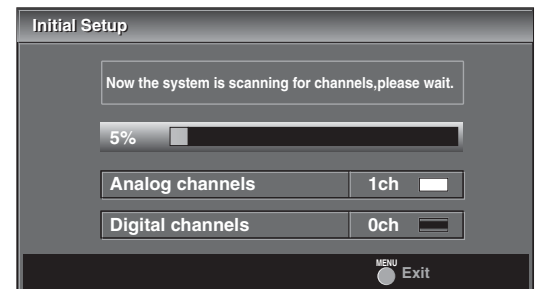 Initial Setup
Now the system is scanning for channels,please wait.
5%
Analog channels 1ch
Digital channels 0ch
MENU
Exit